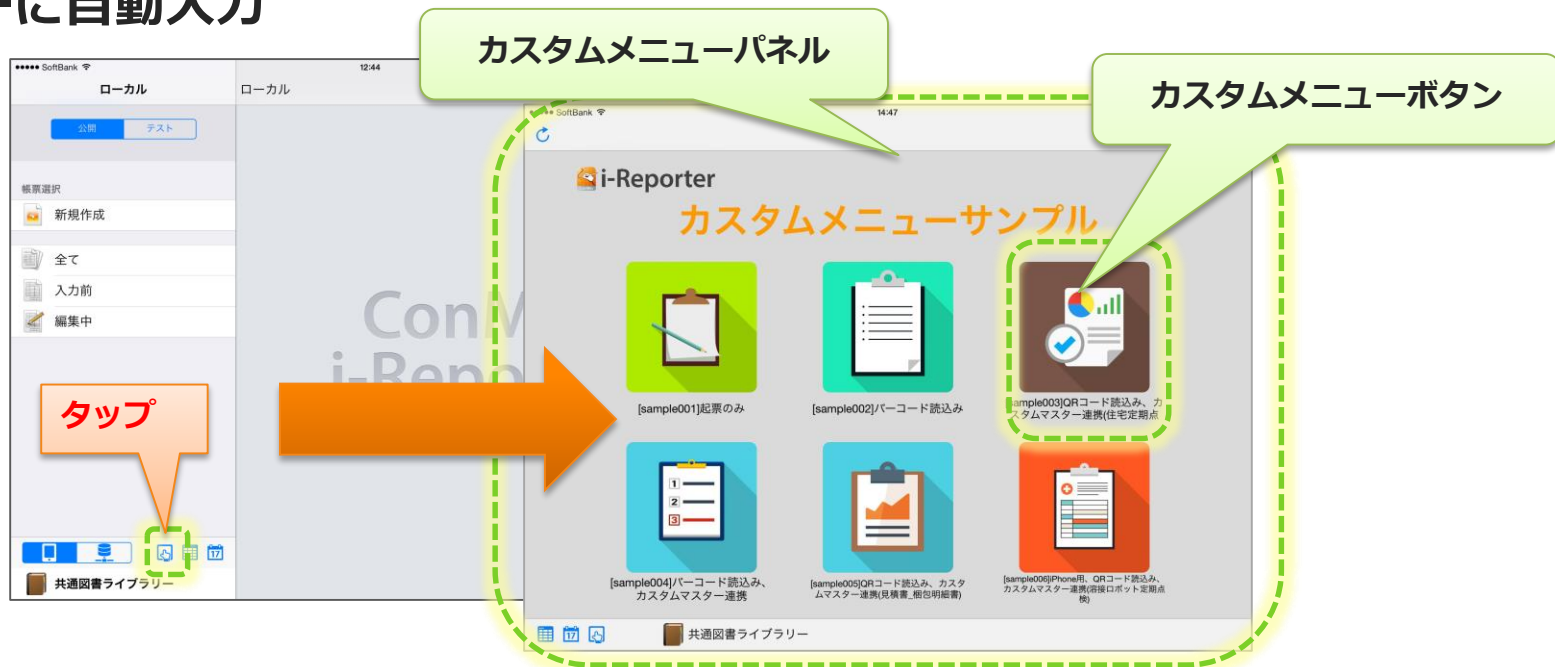 に自動入力
カスタムメニューパネル
カスタムメニューボタン
SoftBank
12:44
ローカル
ローカル
公開
テスト
帳票選択
新規作成
全て
入力前
編集中
タップ
17
共通図書ライブラリー
SoftBank
14:47
i-Reporter
カスタムメニューサンプル
[sample001]起票のみ
[sample002]バーコード読込み
[sample003]QRコード読込み、カ
スタムマスター連携(住宅定期点
1
2
3
[sample004]バーコード読込み、
カスタムマスター連携
[sample005]QRコード読込み、カスタ
ムマスター連携(見積書_梱包明細書)
[sample006]iPhone用、QRコード読込み、
カスタムマスター連携(溶接ロボット定期点
検)
17
共通図書ライブラリー